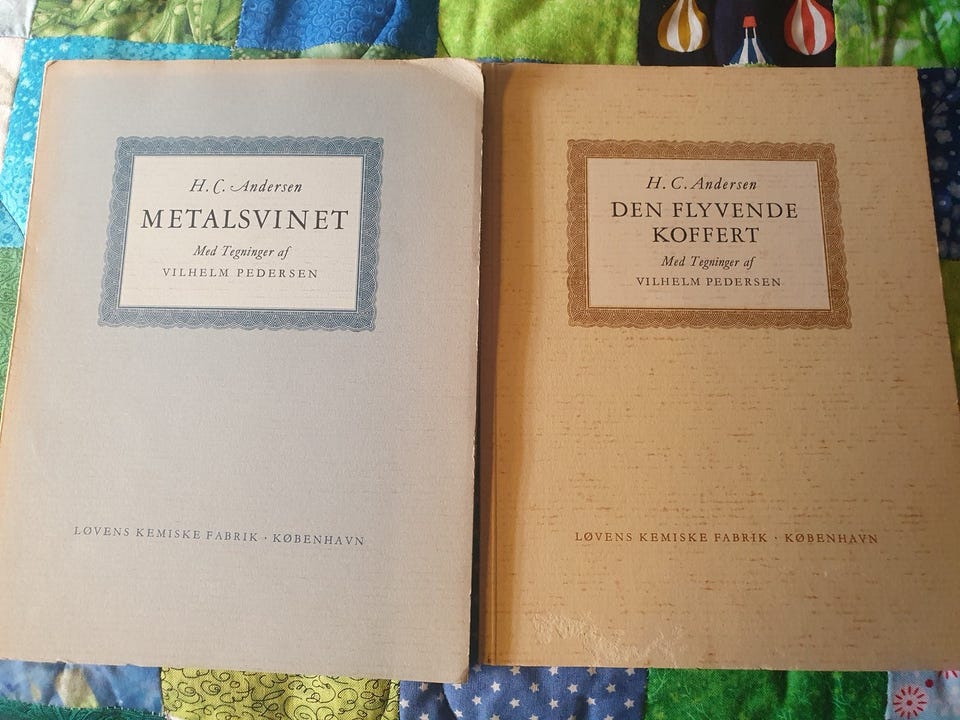 H. C. Andersen
METALSVINET
Med Tegninger af
VILHELM PEDERSEN
LØVENS KEMISKE FABRIK · KØBENHAVN
H. C. Andersen
DEN FLYVENDE
KOFFERT
Med Tegninger af
VILHELM PEDERSEN
LØVENS KEMISKE FABRIK · KØBENHAVN